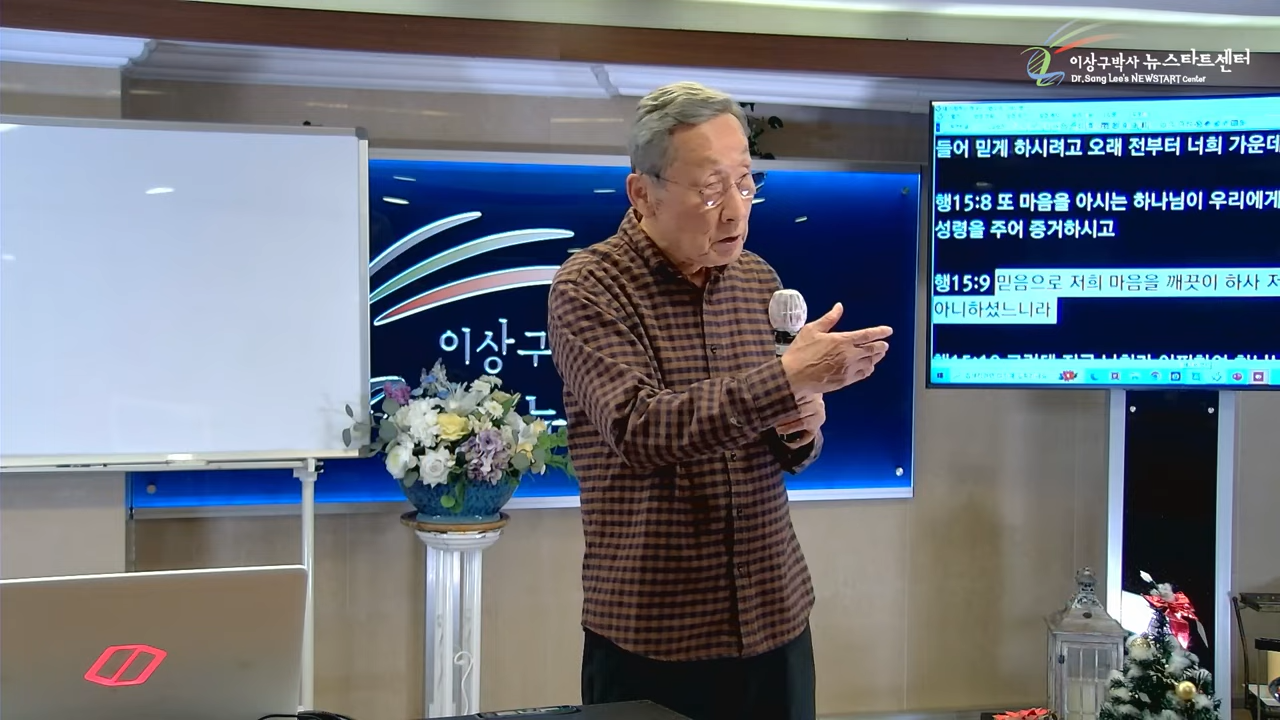 이상구박사 뉴스타트센터
Dr. Sang Lee's NEWSTART Center
들어 믿게 하시려고 오래 전부터 너희 가운데
행15:8 또 마음을 아시는 하나님이 우리에게
성령을 주어 증거하시고
행15:9 믿음으로 저희 마음을 깨끗이 하사 저
아니하셨느니라
이상구